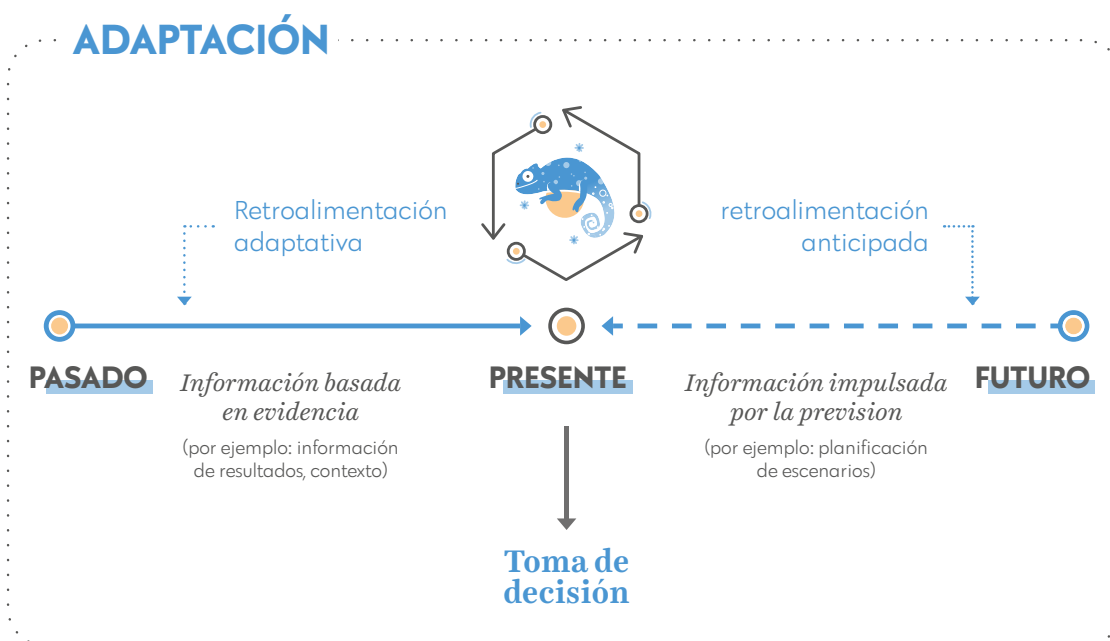 ADAPTACIÓN
Retroalimentación
adaptativa
retroalimentación
anticipada
PASADO
Información basada
en evidencia
(por ejemplo: información
de resultados, contexto)
PRESENTE
Información impulsada
por la prevision
(por ejemplo: planificación
de escenarios)
FUTURO
Toma de
decisión